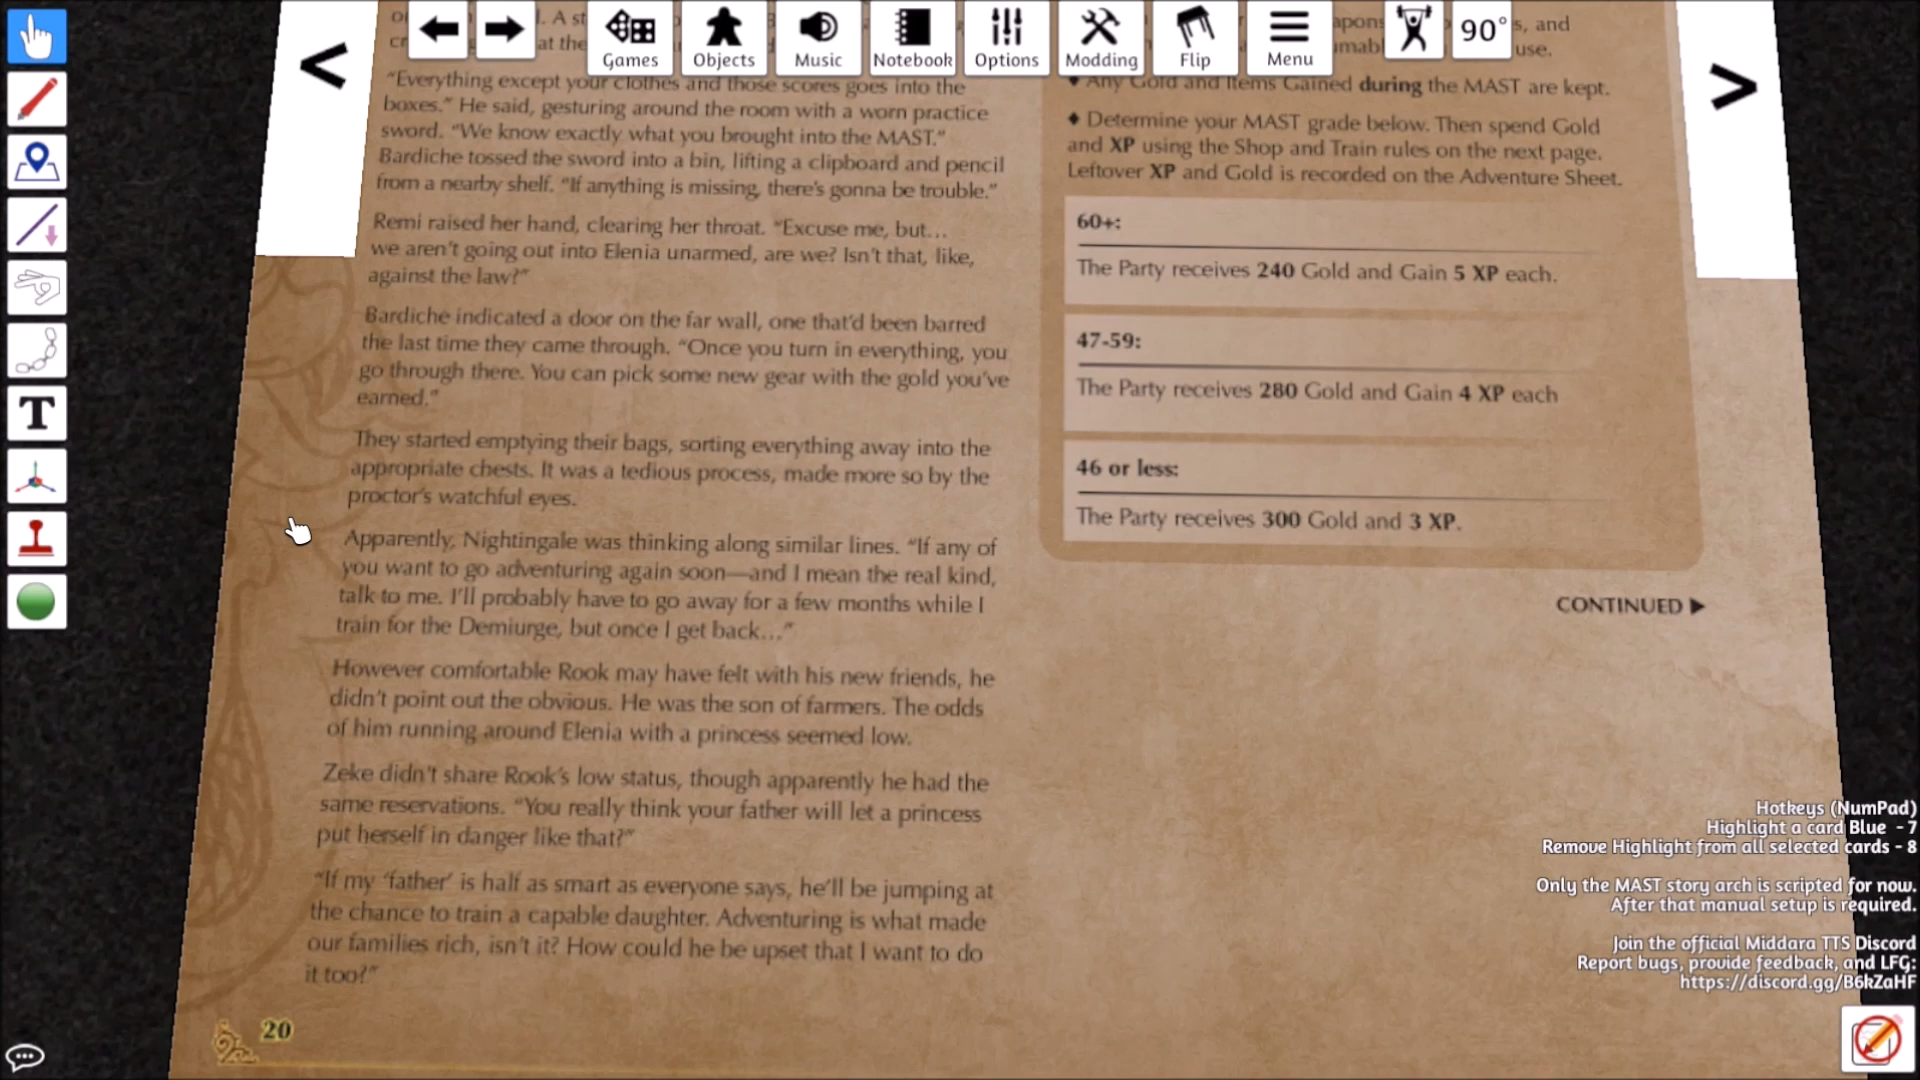 Games
Objects
Music
Notebook
Options
Modding
Flip
Menu
90°
<
>
“Everything except your clothes and those scores goes into the
boxes.” He said, gesturing around the room with a worn practice
sword. “We know exactly what you brought into the MAST.”
Bardiche tossed the sword into a bin, lifting a clipboard and pencil
from a nearby shelf. “If anything is missing, there’s gonna be trouble.”
Remi raised her hand, clearing her throat. “Excuse me, but…
we aren’t going out into Elenia unarmed, are we? Isn’t that, like,
against the law?”
Bardiche indicated a door on the far wall, one that’d been barred
the last time they came through. “Once you turn in everything, you
go through there. You can pick some new gear with the gold you’ve
earned.”
They started emptying their bags, sorting everything away into the
appropriate chests. It was a tedious process, made more so by the
proctor’s watchful eyes.
Apparently, Nightingale was thinking along similar lines. “If any of
you want to go adventuring again soon—and I mean the real kind,
talk to me. I’ll probably have to go away for a few months while I
train for the Demiurge, but once I get back…”
However comfortable Rook may have felt with his new friends, he
didn’t point out the obvious. He was the son of farmers. The odds
of him running around Elenia with a princess seemed low.
Zeke didn’t share Rook’s low status, though apparently he had the
same reservations. “You really think your father will let a princess
put herself in danger like that?”
“If my ‘father’ is half as smart as everyone says, he’ll be jumping at
the chance to train a capable daughter. Adventuring is what made
our families rich, isn’t it? How could he be upset that I want to do
it too?”
20
s, and
use.
♦ Any Gold and Items Gained during the MAST are kept.
♦ Determine your MAST grade below. Then spend Gold
and XP using the Shop and Train rules on the next page.
Leftover XP and Gold is recorded on the Adventure Sheet.
60+:
The Party receives 240 Gold and Gain 5 XP each.
47-59:
The Party receives 280 Gold and Gain 4 XP each
46 or less:
The Party receives 300 Gold and 3 XP.
CONTINUED ▶
T
Hotkeys (NumPad)
Highlight a card Blue - 7
Remove Highlight from all selected cards - 8
Only the MAST story arch is scripted for now.
After that manual setup is required.
Join the official Middara TTS Discord
Report bugs, provide feedback, and LFG:
https://discord.gg/B6kZaHF